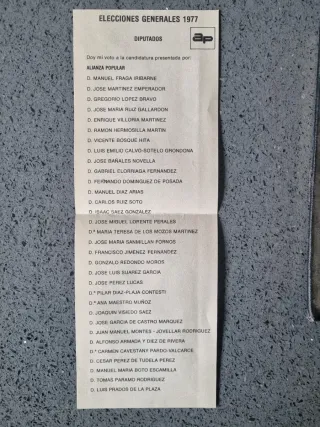 ELECCIONES GENERALES 1977
DIPUTADOS
ap
Doy mi voto a la candidatura presentada por:
ALIANZA POPULAR
D. MANUEL FRAGA IRIBARNE
D. JOSE MARTINEZ EMPERADOR
D. GREGORIO LOPEZ BRAVO
D. JOSE MARIA RUIZ GALLARDON
D. ENRIQUE VILLORIA MARTINEZ
D. RAMON HERMOSILLA MARTIN
D. VICENTE BOSQUE HITA
D. LUIS EMILIO CALVO-SOTELO GRONDONA
D. JOSE BAÑALES NOVELLA
D. GABRIEL ELORRIAGA FERNANDEZ
D. FERNANDO DOMINGUEZ DE POSADA
D. MANUEL DIAZ ARIAS
D. CARLOS RUIZ SOTO
D. ISAAC SAEZ GONZALEZ
D. JOSE MIGUEL LORENTE PERALES
D.ª MARIA TERESA DE LOS MOZOS MARTINEZ
D. JOSE MARIA SANMILLAN FORNOS
D. FRANCISCO JIMENEZ FERNANDEZ
D. GONZALO REDONDO MOROS
D. JOSE LUIS SUAREZ GARCIA
D. JOSE PEREZ LUCAS
D.ª PILAR DIAZ-PLAJA CONTESTI
D.ª ANA MAESTRO MUÑOZ
D. JOAQUIN VISIEDO SAEZ
D. JOSE GARCIA DE CASTRO MARQUEZ
D. JUAN MANUEL MONTES - JOVELLAR RODRIGUEZ
D. ALFONSO ARMADA Y DIEZ DE RIVERA
D.ª CARMEN CAVESTANY PARDO-VALCARCE
D. CESAR PEREZ DE TUDELA PEREZ
D. MANUEL MARIA BOTO ESCAMILLA
D. TOMAS PARAMO RODRIGUEZ
D. LUIS PRADOS DE LA PLAZA